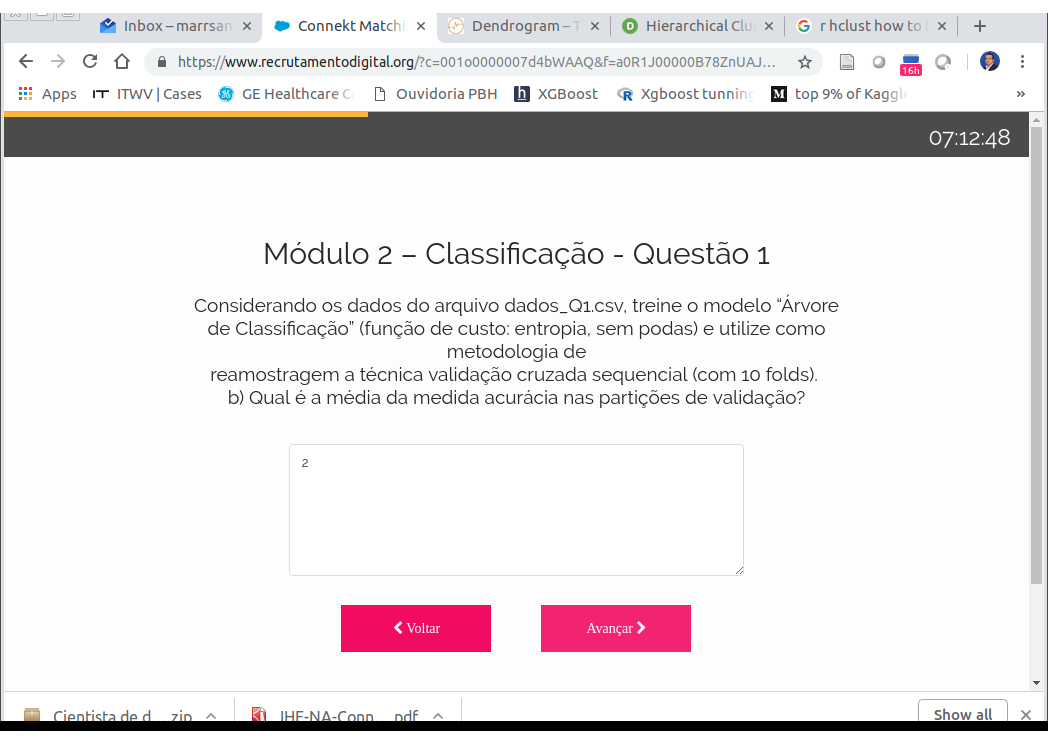 Inbox – marrsan
Connekt Matchi
Dendrogram – T
Hierarchical Clu
r hclust how to
https://www.recrutamentodigital.org/?c=001o0000007d4bWAAQ&f=a0R1J00000B78ZnUAJ...
16h
Apps
ITWV | Cases
GE Healthcare C
Ouvidoria PBH
h XGBoost
Xgboost tunning
M top 9% of Kaggl
»
07:12:48
Módulo 2 – Classificação - Questão 1
Considerando os dados do arquivo dados_Q1.csv, treine o modelo “Árvore
de Classificação” (função de custo: entropia, sem podas) e utilize como
metodologia de
reamostragem a técnica validação cruzada sequencial (com 10 folds).
b) Qual é a média da medida acurácia nas partições de validação?
2
Voltar
Avançar
Cientista de d....zip
IHF-NA-Conn....pdf
Show all